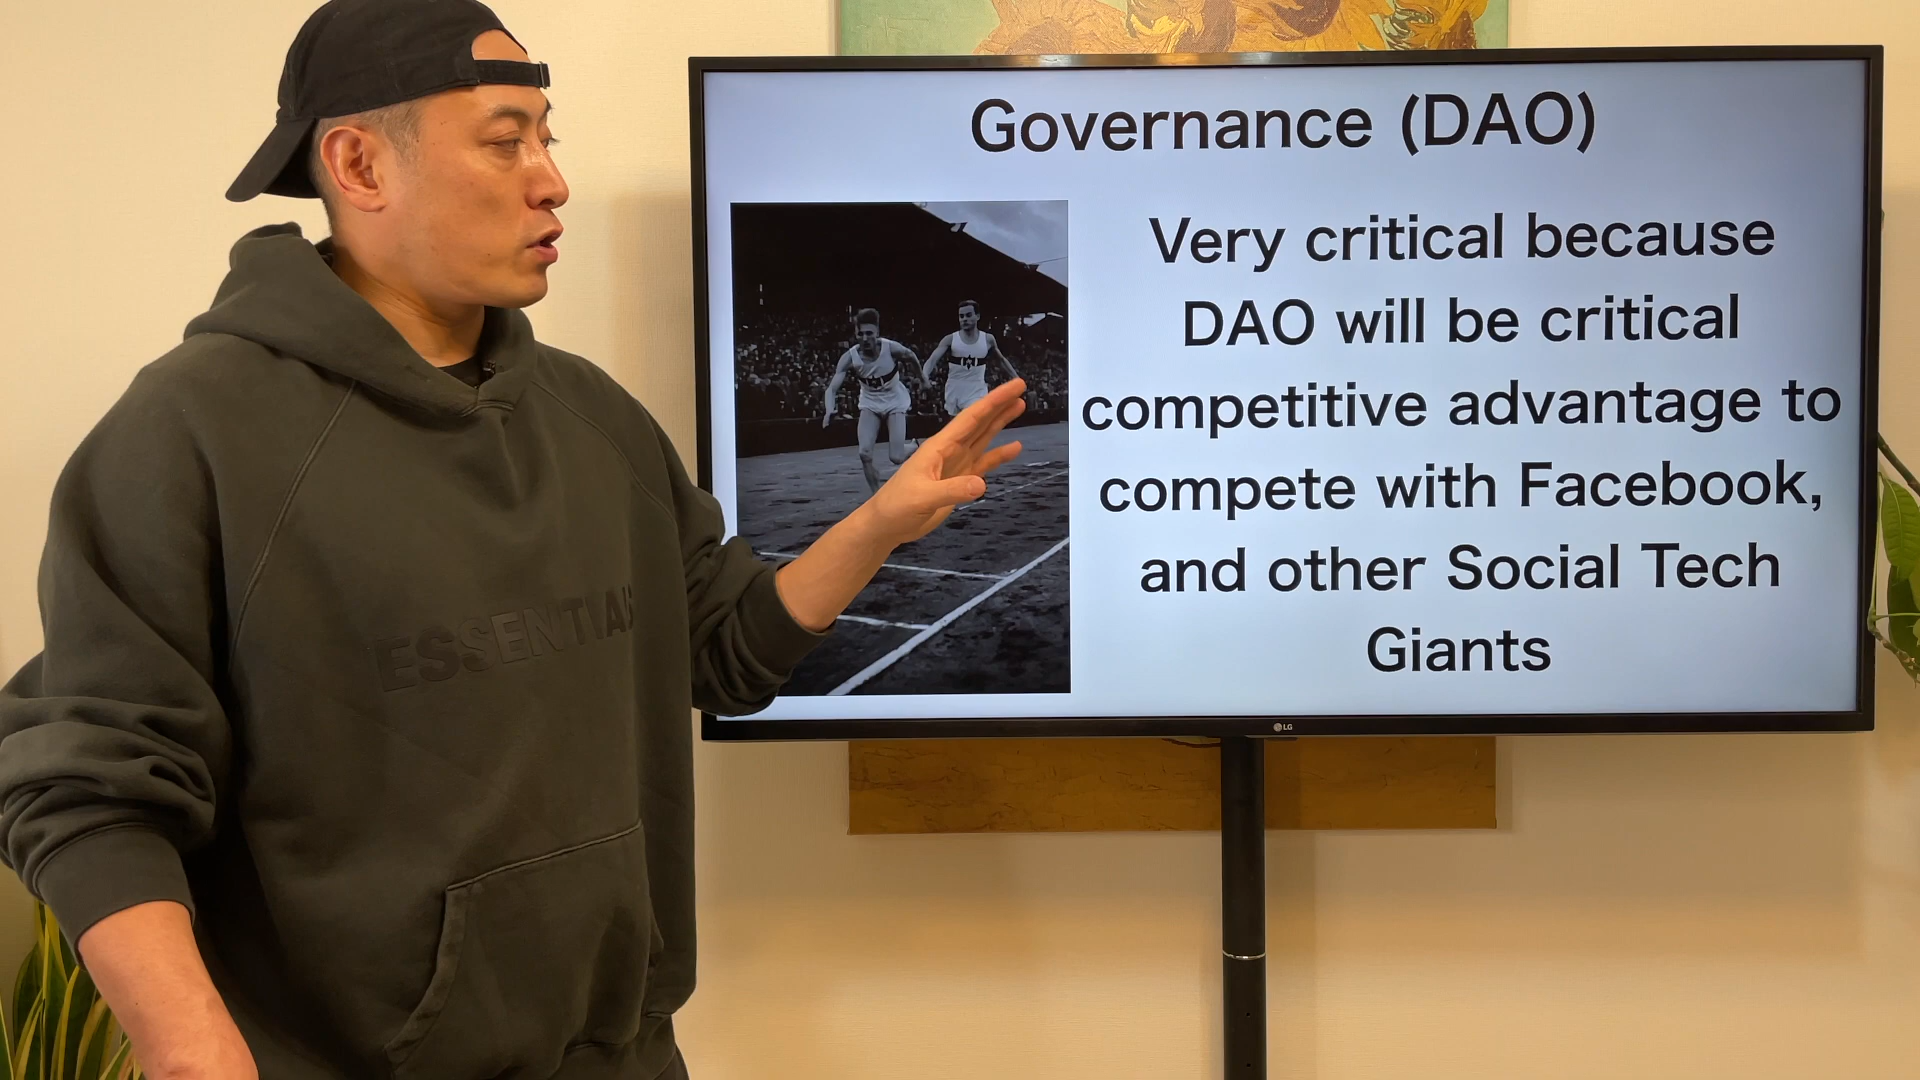 Governance (DAO)
Very critical because
DAO will be critical
competitive advantage to
compete with Facebook,
and other Social Tech
Giants
ESSENTIALS
LG